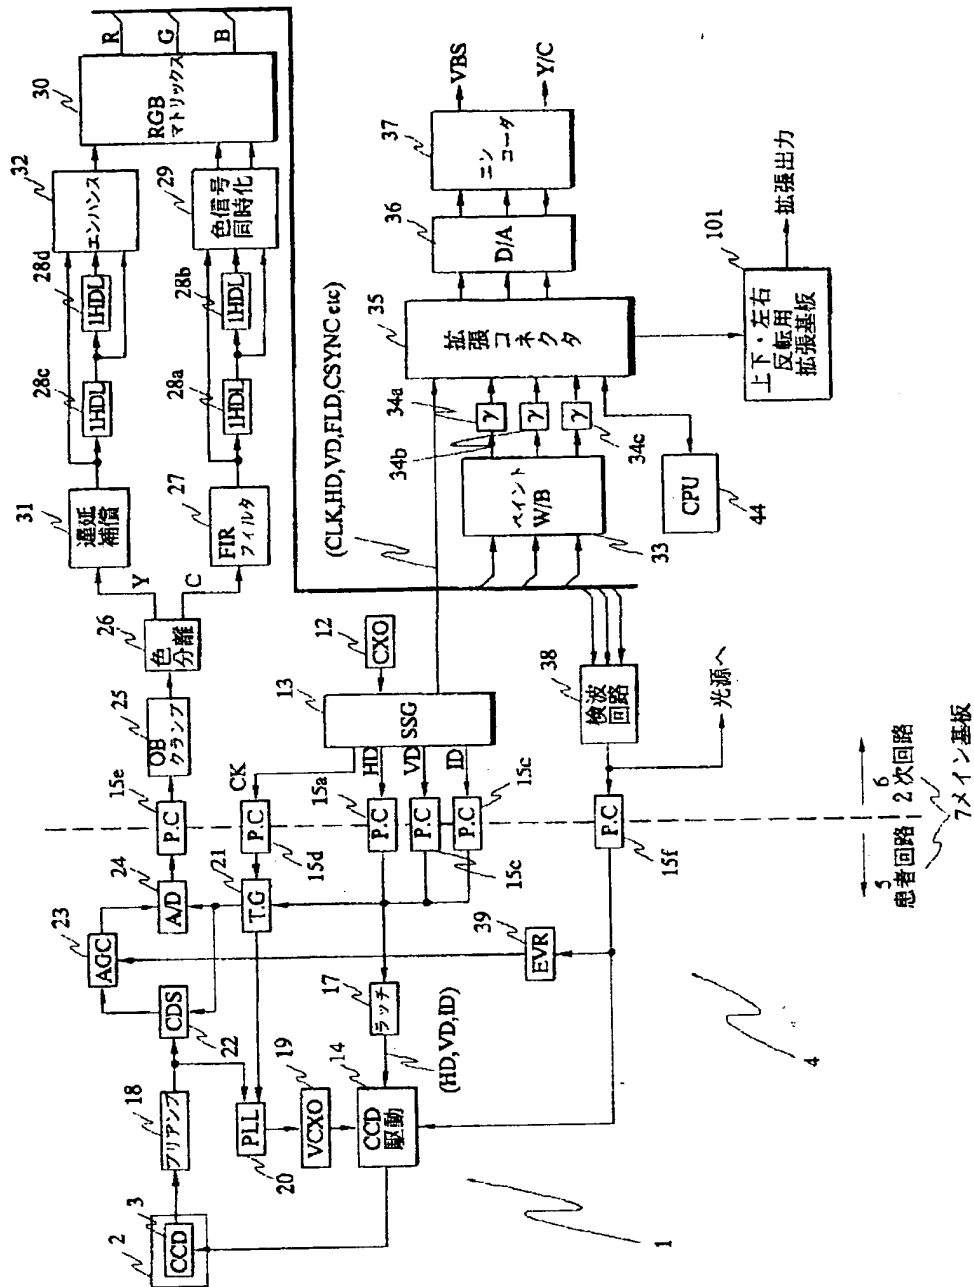 2
3
CCD
18
プリアンプ
22
CDS
23
AGC
24
A/D
15e
P.C
25
OB
クランプ
26
色
分離
Y
C
31
遅延
補償
27
FIR
フィルタ
28c
1HDL
28d
1HDL
28a
1HDL
28b
1HDL
32
エンハンス
29
色信号
同時化
30
RGB
マトリックス
R
G
B
20
PLL
19
VCXO
14
CCD
駆動
17
ラッチ
(HD,VD,ID)
21
T.G
15d
P.C
CK
15a
P.C
HD
15c
P.C
VD
15c
P.C
ID
13
SSG
12
CXO
(CLK,HD,VD,FLD,CSYNC etc)
39
EVR
15f
P.C
38
検波
回路
光源へ
33
ペイント
W/B
34a
γ
34b
γ
34c
γ
35
拡張コネクタ
36
D/A
37
エンコーダ
VBS
Y/C
44
CPU
101
上下・左右
反転用
拡張基板
拡張出力
5
患者回路
6
2次回路
7メイン基板
1
4